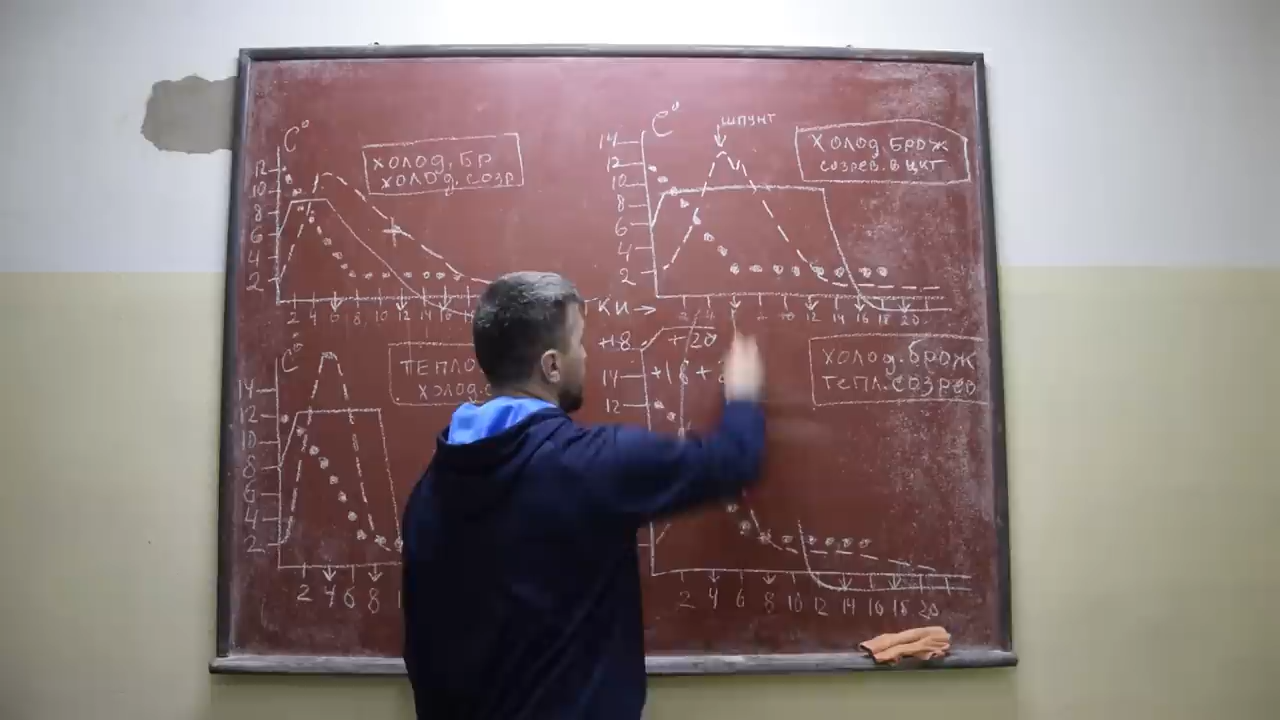 C°
12
10
8
6
4
2
ХОЛОД, БР
ХОЛОД. СОЗР
2 4 6 8 10 12 14 16
C°
ШПУНТ
14
12
10
8
6
4
2
ХОЛОД БРОЖ
СОЗРЕВ. В ЦКТ
КИ →
2 4 8 10 12 14 16 18 20
C°
14
12
10
8
6
4
2
ТЕПЛО
ХОЛОД.С
2 4 6 8
+18
+20
14
+18 +
12
ХОЛОД.БРОЖ
ТЕПЛ.СОЗРЕВ
2 4 6 8 10 12 14 16 18 20